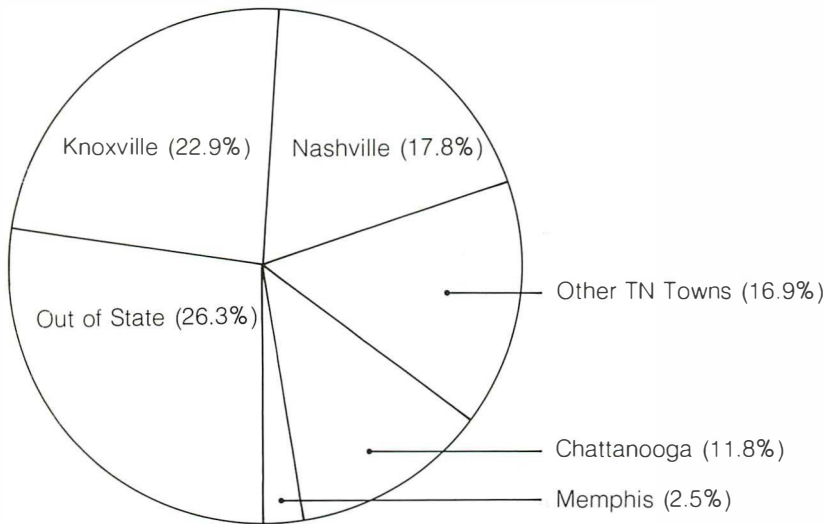 Knoxville (22.9%)
Nashville (17.8%)
Other TN Towns (16.9%)
Out of State (26.3%)
Chattanooga (11.8%)
Memphis (2.5%)